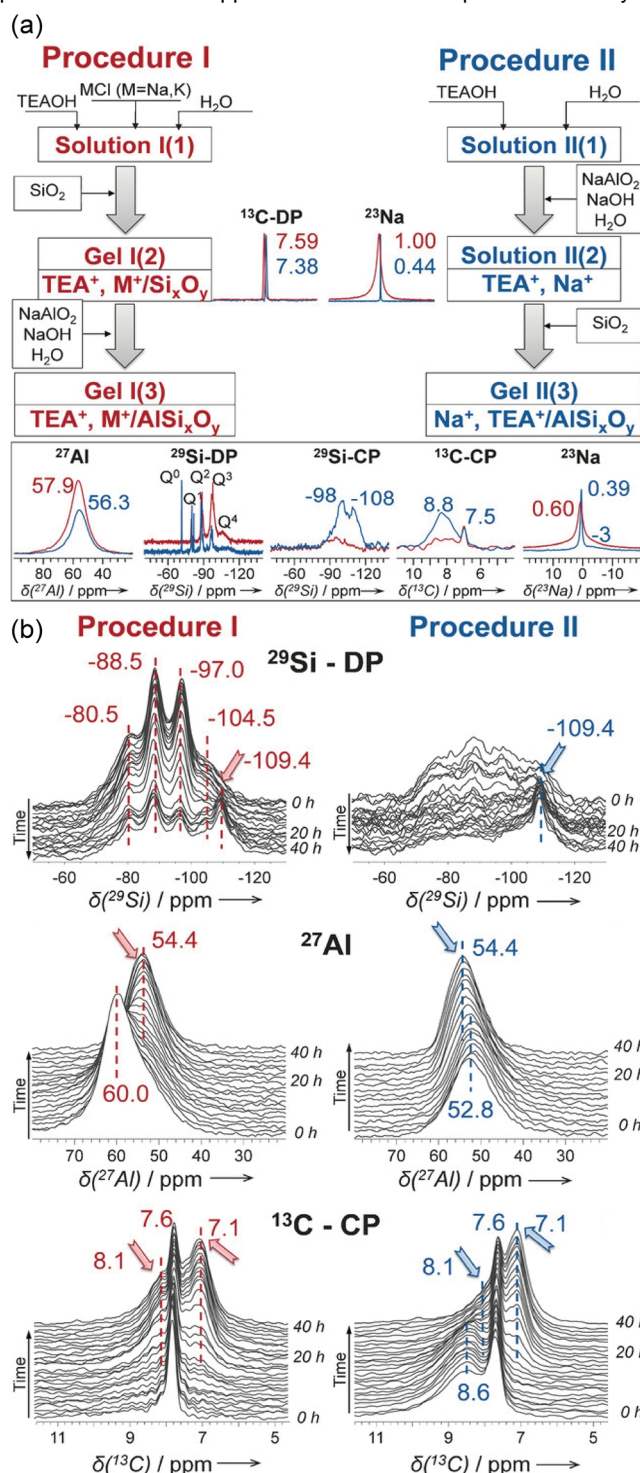 (a)
Procedure I
Procedure II
TEAOH
MCl (M=Na,K)
H₂O
TEAOH
H₂O
Solution I(1)
Solution II(1)
SiO₂
NaAlO₂
NaOH
H₂O
¹³C-DP
²³Na
7.59
7.38
1.00
0.44
Gel I(2)
TEA⁺, M⁺/SiₓOᵧ
Solution II(2)
TEA⁺, Na⁺
NaAlO₂
NaOH
H₂O
SiO₂
Gel I(3)
TEA⁺, M⁺/AlSiₓOᵧ
Gel II(3)
Na⁺, TEA⁺/AlSiₓOᵧ
²⁷Al
²⁹Si-DP
²⁹Si-CP
¹³C-CP
²³Na
57.9
56.3
Q⁰
Q¹
Q²
Q³
Q⁴
-98
-108
8.8
7.5
0.60
0.39
-3
80 60 40
-60 -90 -120
-60 -90 -120
10 8 6
10 0 -10
δ(²⁷Al) / ppm
δ(²⁹Si) / ppm
δ(²⁹Si) / ppm
δ(¹³C) / ppm
δ(²³Na) / ppm
(b)
Procedure I
Procedure II
²⁹Si - DP
-88.5
-97.0
-80.5
-104.5
-109.4
-109.4
Time
0 h
20 h
40 h
Time
0 h
20 h
40 h
-60 -80 -100 -120
-60 -80 -100 -120
δ(²⁹Si) / ppm
δ(²⁹Si) / ppm
²⁷Al
54.4
54.4
60.0
52.8
Time
40 h
20 h
0 h
Time
40 h
20 h
0 h
70 60 50 40 30
70 60 50 40 30
δ(²⁷Al) / ppm
δ(²⁷Al) / ppm
¹³C - CP
7.6
7.1
8.1
7.6
7.1
8.1
8.6
Time
40 h
20 h
0 h
Time
40 h
20 h
0 h
11 9 7 5
11 9 7 5
δ(¹³C) / ppm
δ(¹³C) / ppm